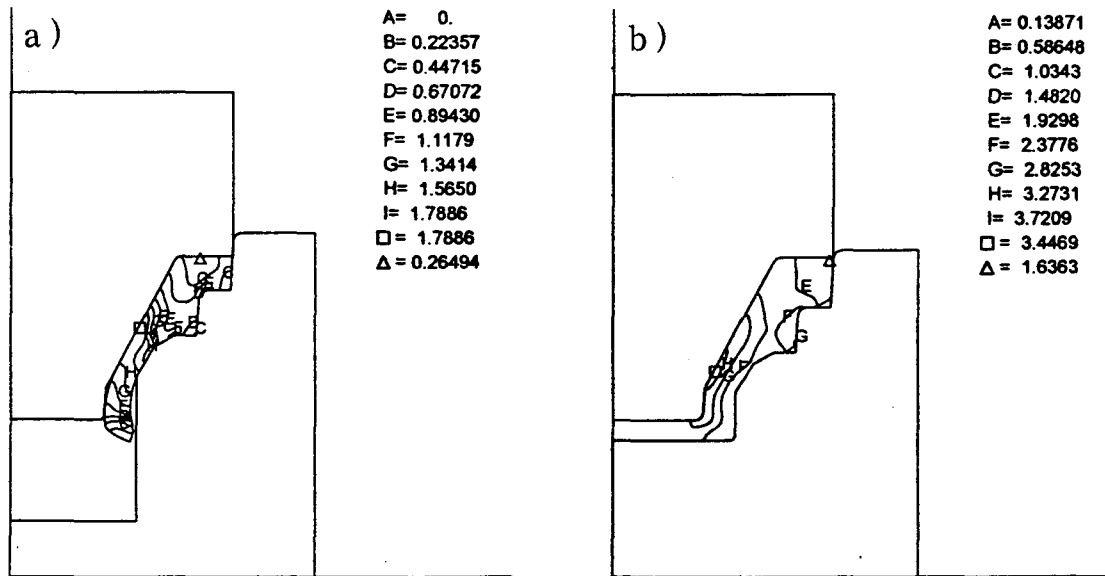 a)
A= 0.
B= 0.22357
C= 0.44715
D= 0.67072
E= 0.89430
F= 1.1179
G= 1.3414
H= 1.5650
I= 1.7886
□= 1.7886
△= 0.26494
b)
A= 0.13871
B= 0.58648
C= 1.0343
D= 1.4820
E= 1.9298
F= 2.3776
G= 2.8253
H= 3.2731
I= 3.7209
□= 3.4469
△= 1.6363
E
G
F